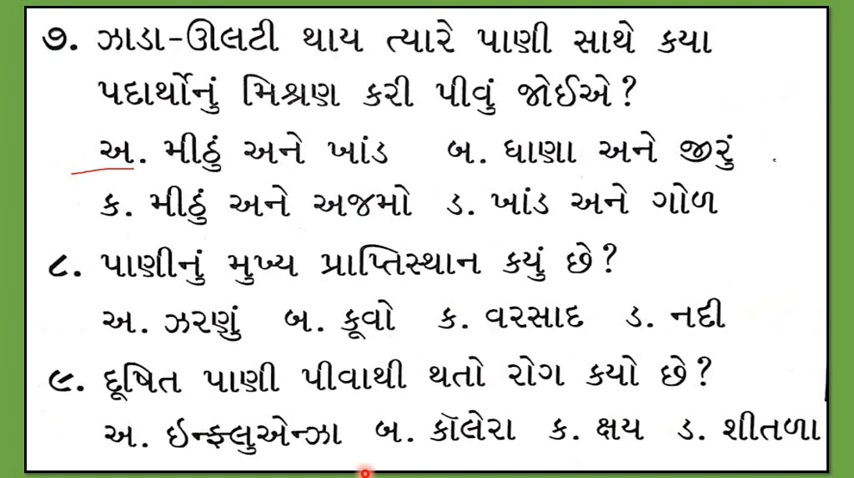 ૭. ઝાડા-ઊલટી થાય ત્યારે પાણી સાથે કયા
પદાર્થોનું મિશ્રણ કરી પીવું જોઈએ?
અ. મીઠું અને ખાંડ બ. ધાણા અને જીરું
ક. મીઠું અને અજમો ડ. ખાંડ અને ગોળ
૮. પાણીનું મુખ્ય પ્રાપ્તિસ્થાન કયું છે?
અ. ઝરણું બ. કૂવો ક. વરસાદ ડ. નદી
૯. દૂષિત પાણી પીવાથી થતો રોગ કયો છે?
અ. ઇન્ફ્લુએન્ઝા બ. કૉલેરા ક. ક્ષય ડ. શીતળા